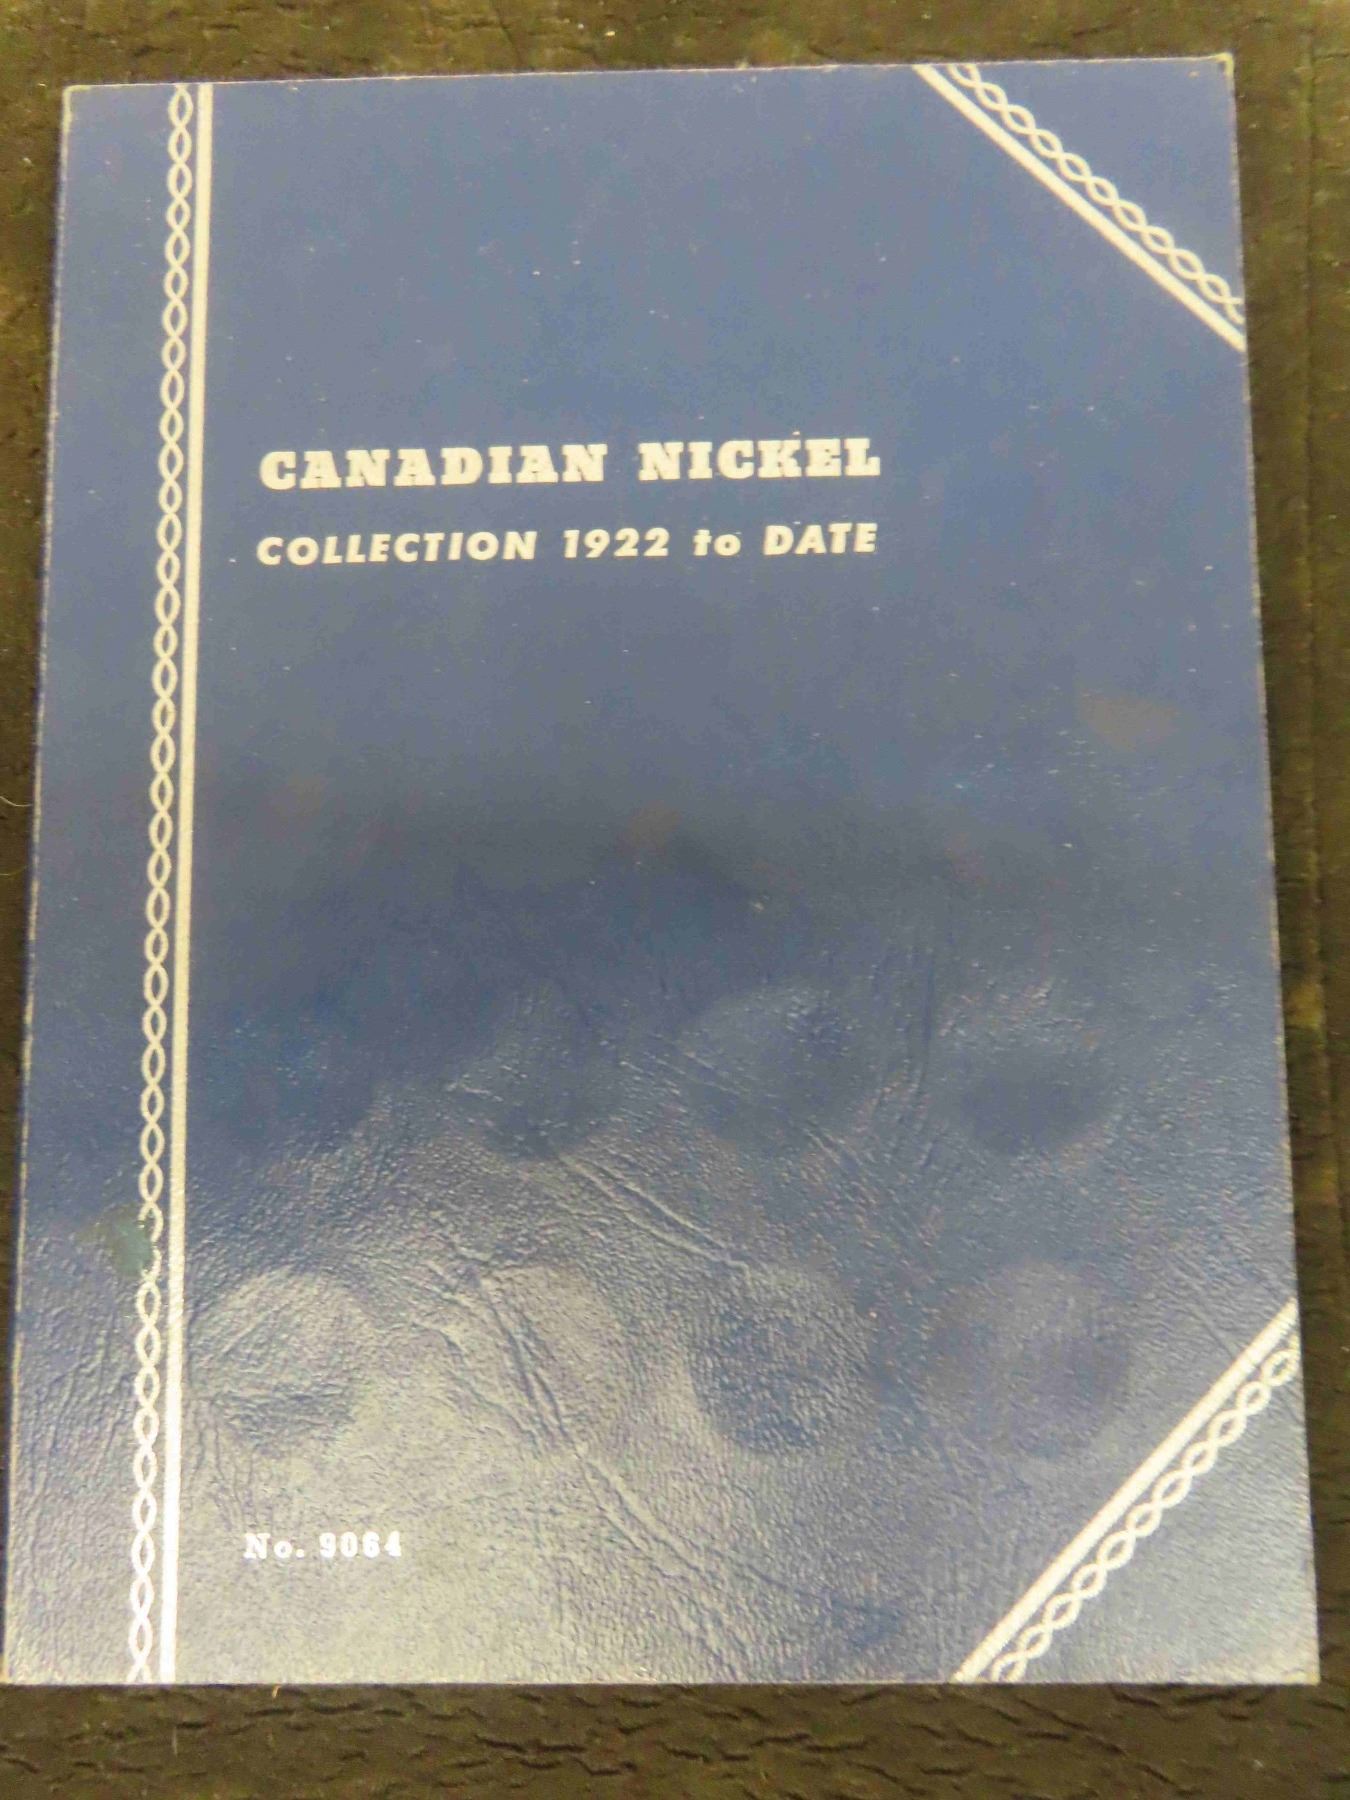 CANADIAN NICKEL
COLLECTION 1922 to DATE
No. 9064